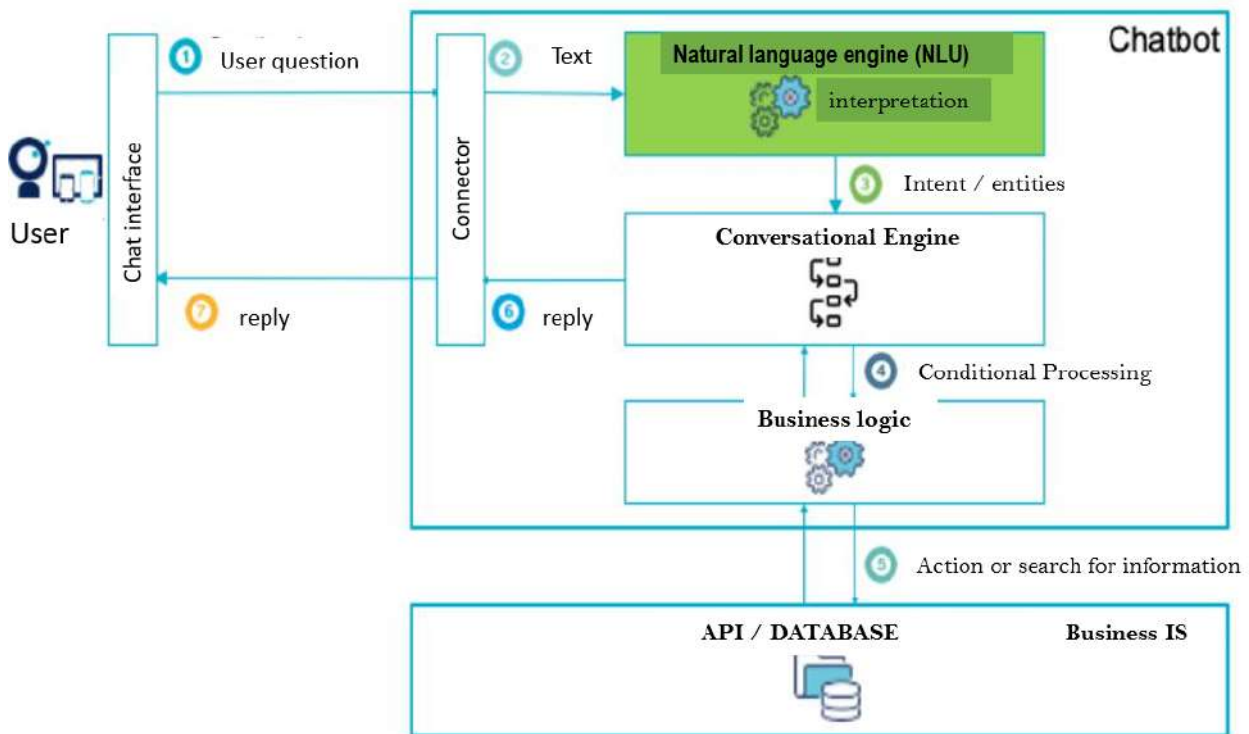 Chatbot
1 User question
2 Text
Natural language engine (NLU)
interpretation
3 Intent / entities
User
Chat interface
Connector
Conversational Engine
7 reply
6 reply
4 Conditional Processing
Business logic
5 Action or search for information
API / DATABASE
Business IS